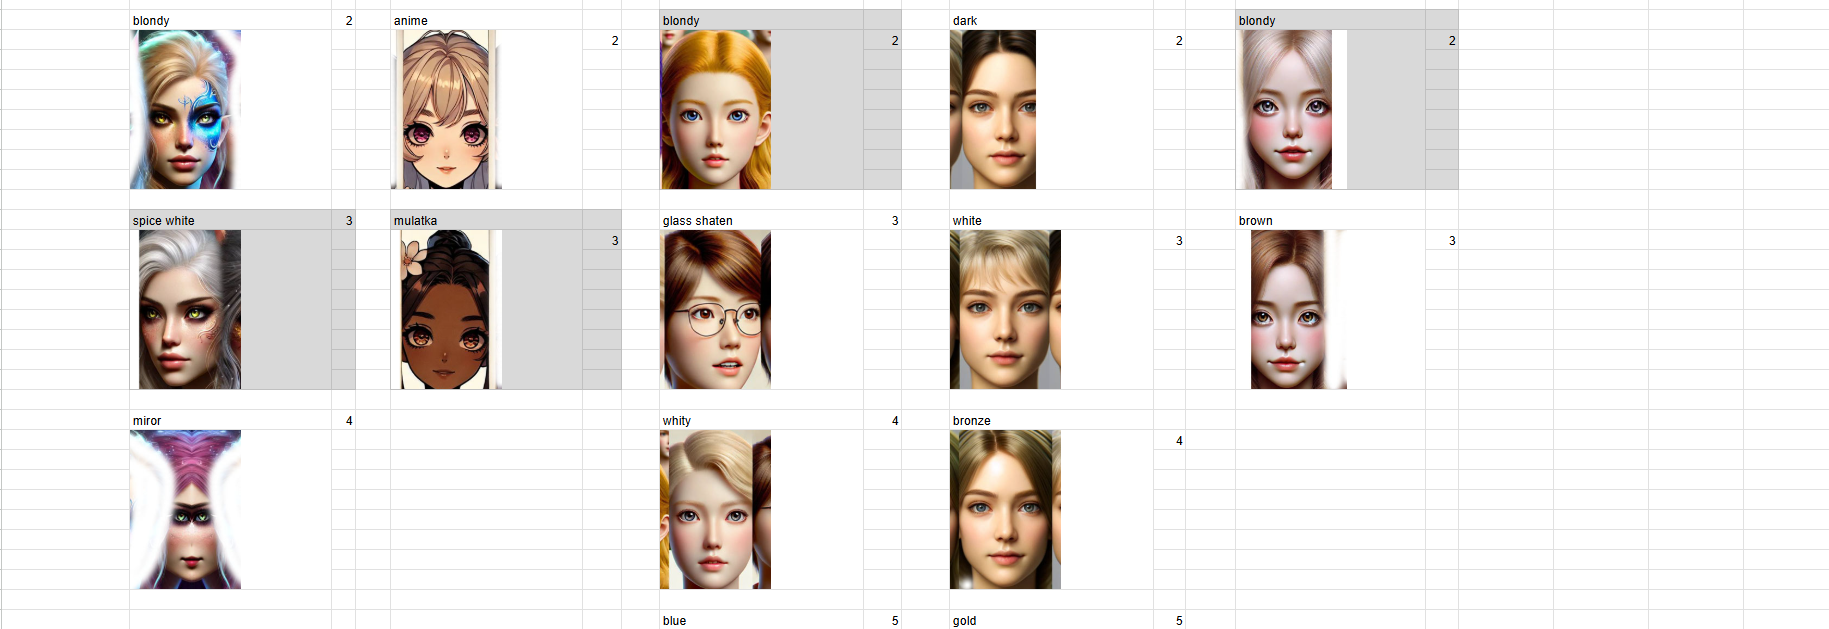 blondy 2 anime blondy dark blondy
2 2 2 2
spice white 3 mulatka glass shaten 3 white brown
3 3 3
miror 4 whity 4 bronze
4
blue 5 gold 5